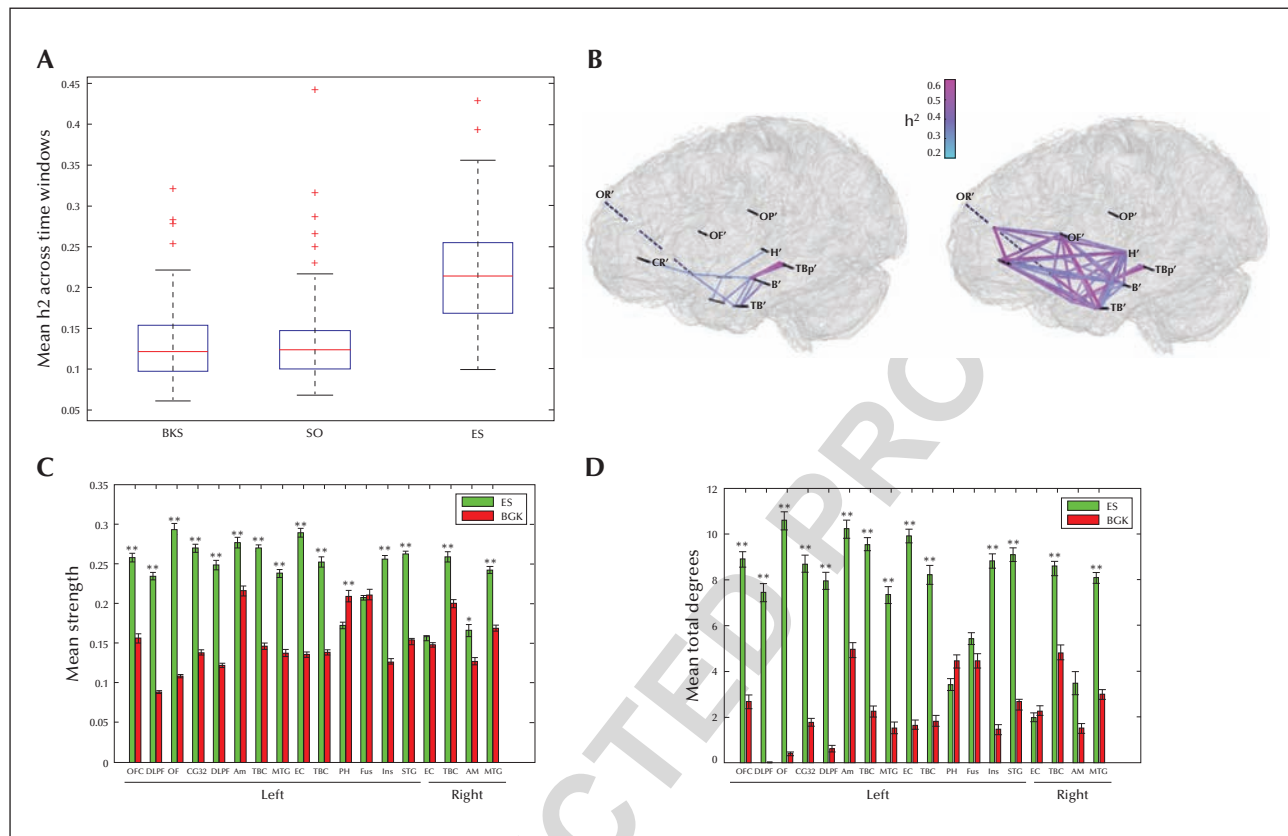 A
Mean h2 across time windows
0.45
0.4
0.35
0.3
0.25
0.2
0.15
0.1
0.05
BKS SO ES
B
h2
0.6
0.5
0.4
0.3
0.2
OR′
OP′
OF′
H′
CR′
TBp′
B′
TB′
OR′
OP′
OF′
H′
TBp′
B′
TB′
C
Mean strength
0.35
0.3
0.25
0.2
0.15
0.1
0.05
0
ES
BGK
** ** ** ** ** ** ** ** ** ** ** ** ** ** * **
OFC DLPF OF CG32 DLPF Am TBC MTG EC TBC PH Fus Ins STG EC TBC AM MTG
Left Right
D
Mean total degrees
12
10
8
6
4
2
0
ES
BGK
** ** ** ** ** ** ** ** ** ** ** ** ** **
OFC DLPF OF CG32 DLPF Am TBC MTG EC TBC PH Fus Ins STG EC TBC AM MTG
Left Right
CTED PRO